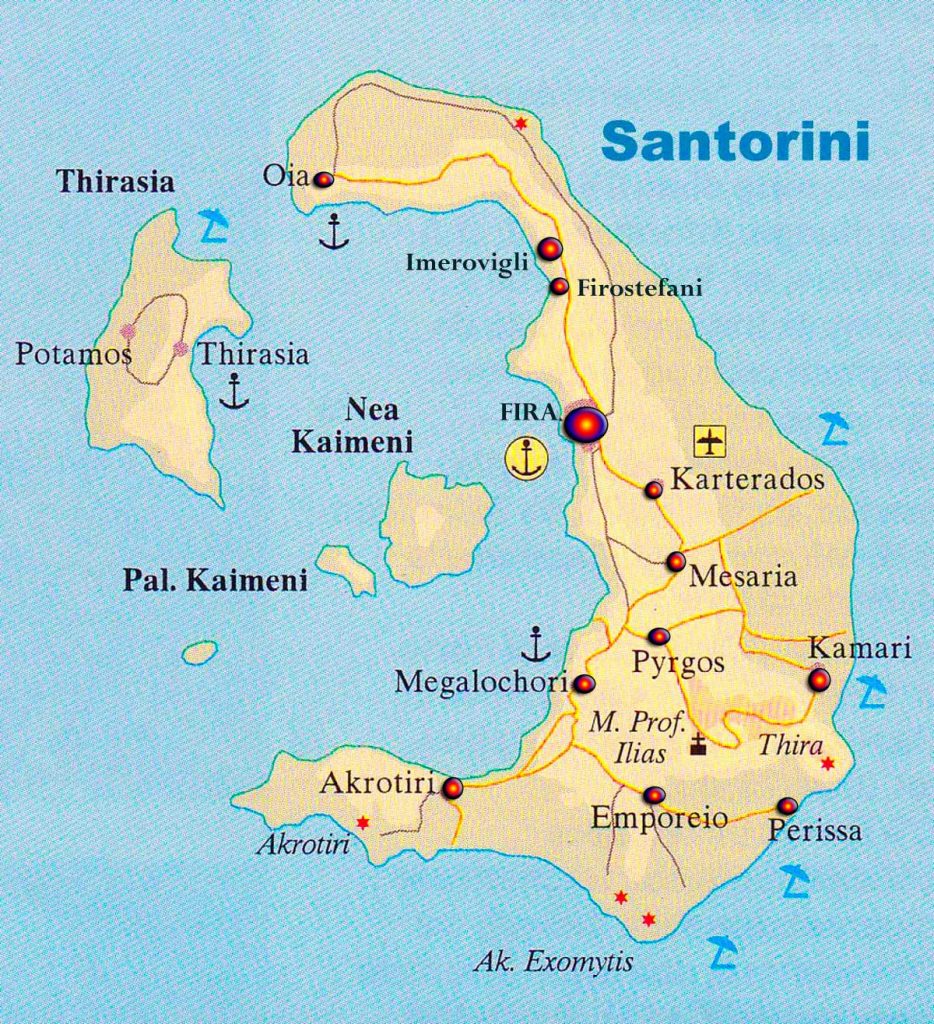 Santorini
Oia
Thirasia
Imerovigli
Firostefani
Potamos
Thirasia
Nea
Kaimeni
FIRA
Karterados
Pal. Kaimeni
Mesaria
Kamari
Pyrgos
Megalochori
M. Prof.
Ilias
Thira
Akrotiri
Emporeio
Perissa
Akrotiri
Ak. Exomytis